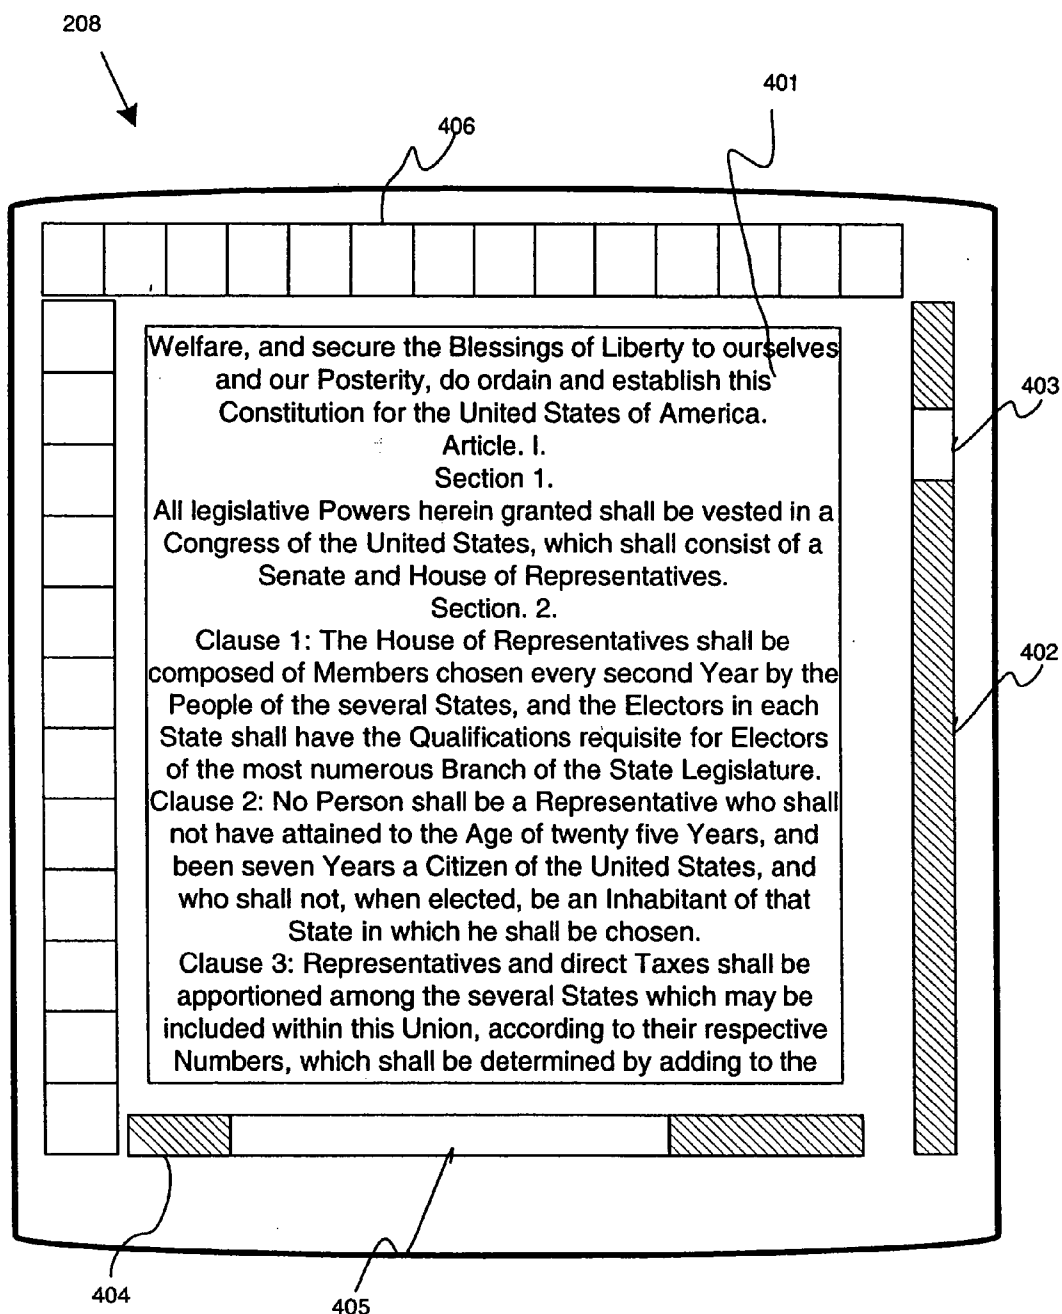 208
401
406
Welfare, and secure the Blessings of Liberty to ourselves
and our Posterity, do ordain and establish this
Constitution for the United States of America.
Article. I.
Section 1.
All legislative Powers herein granted shall be vested in a
Congress of the United States, which shall consist of a
Senate and House of Representatives.
Section. 2.
Clause 1: The House of Representatives shall be
composed of Members chosen every second Year by the
People of the several States, and the Electors in each
State shall have the Qualifications requisite for Electors
of the most numerous Branch of the State Legislature.
Clause 2: No Person shall be a Representative who shall
not have attained to the Age of twenty five Years, and
been seven Years a Citizen of the United States, and
who shall not, when elected, be an Inhabitant of that
State in which he shall be chosen.
Clause 3: Representatives and direct Taxes shall be
apportioned among the several States which may be
included within this Union, according to their respective
Numbers, which shall be determined by adding to the
403
402
404
405